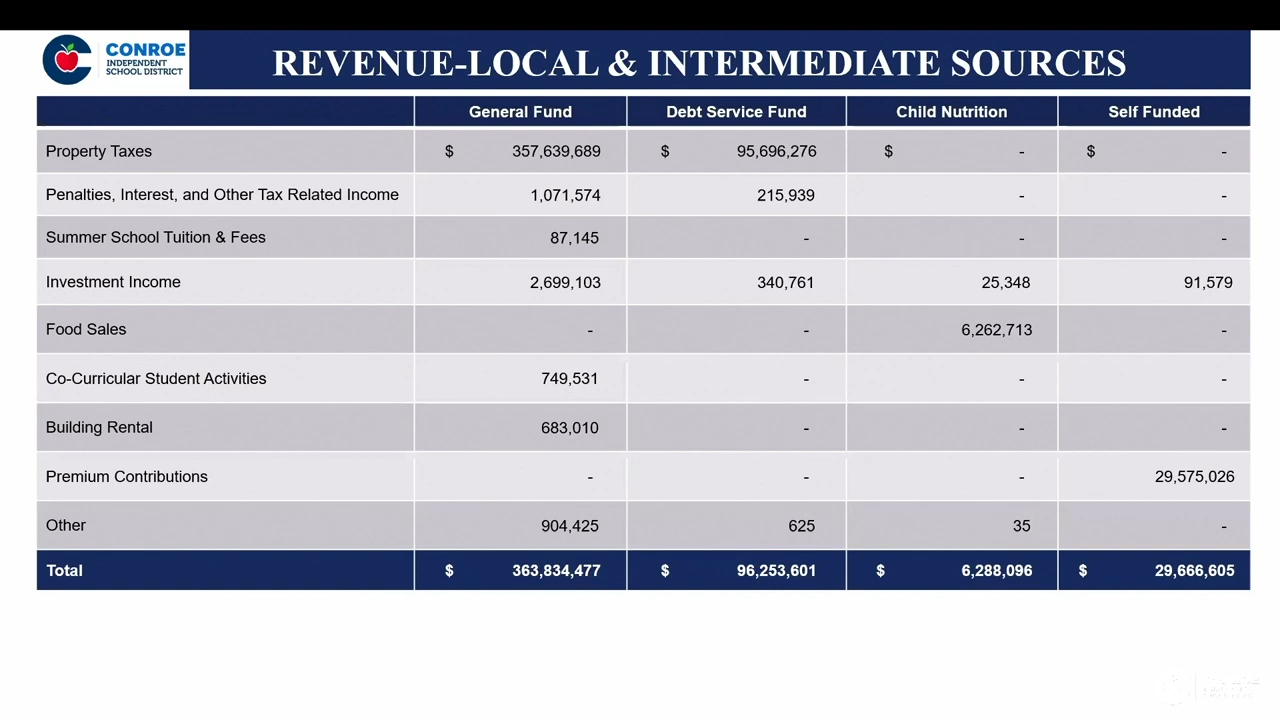 CONROE
INDEPENDENT
SCHOOL DISTRICT
REVENUE-LOCAL & INTERMEDIATE SOURCES
General Fund Debt Service Fund Child Nutrition Self Funded
Property Taxes $ 357,639,689 $ 95,696,276 $ - $ -
Penalties, Interest, and Other Tax Related Income 1,071,574 215,939 - -
Summer School Tuition & Fees 87,145 - - -
Investment Income 2,699,103 340,761 25,348 91,579
Food Sales - - 6,262,713 -
Co-Curricular Student Activities 749,531 - - -
Building Rental 683,010 - - -
Premium Contributions - - - 29,575,026
Other 904,425 625 35 -
Total $ 363,834,477 $ 96,253,601 $ 6,288,096 $ 29,666,605